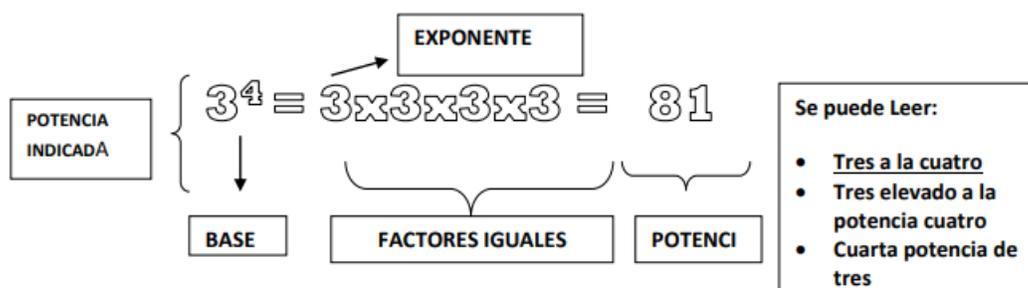 EXPONENTE
POTENCIA
INDICADA
3⁴ = 3x3x3x3 = 81
BASE
FACTORES IGUALES
POTENCI
Se puede Leer:
• Tres a la cuatro
• Tres elevado a la
potencia cuatro
• Cuarta potencia de
tres